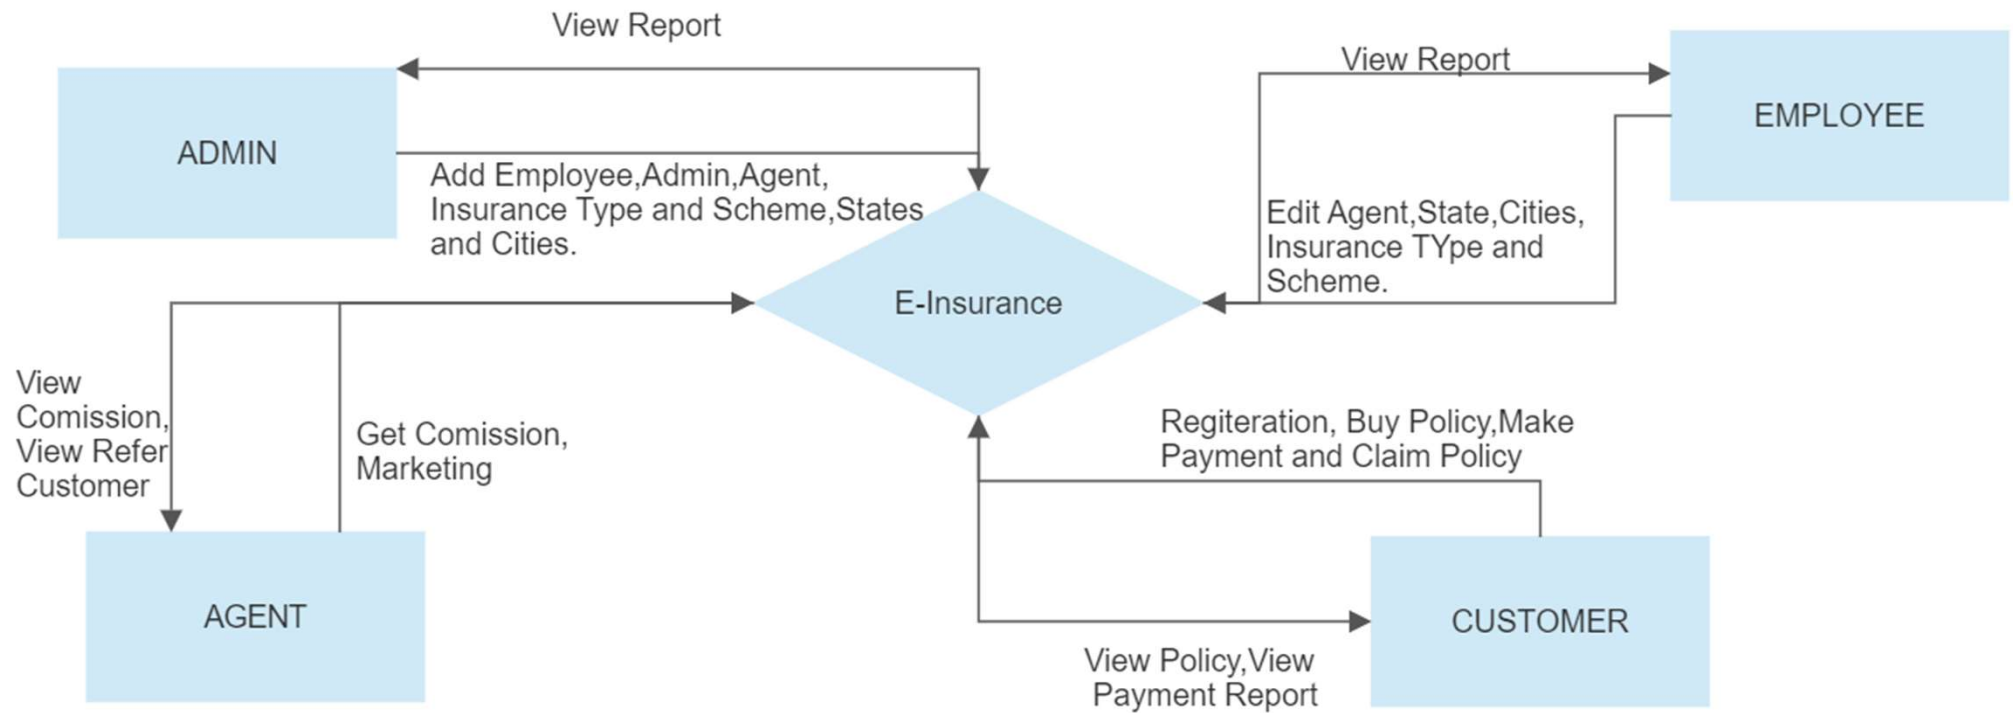 View Report
ADMIN
Add Employee,Admin,Agent,
Insurance Type and Scheme,States
and Cities.
View Report
EMPLOYEE
Edit Agent,State,Cities,
Insurance TYpe and
Scheme.
E-Insurance
View
Comission,
View Refer
Customer
Get Comission,
Marketing
AGENT
Regiteration, Buy Policy,Make
Payment and Claim Policy
CUSTOMER
View Policy,View
Payment Report